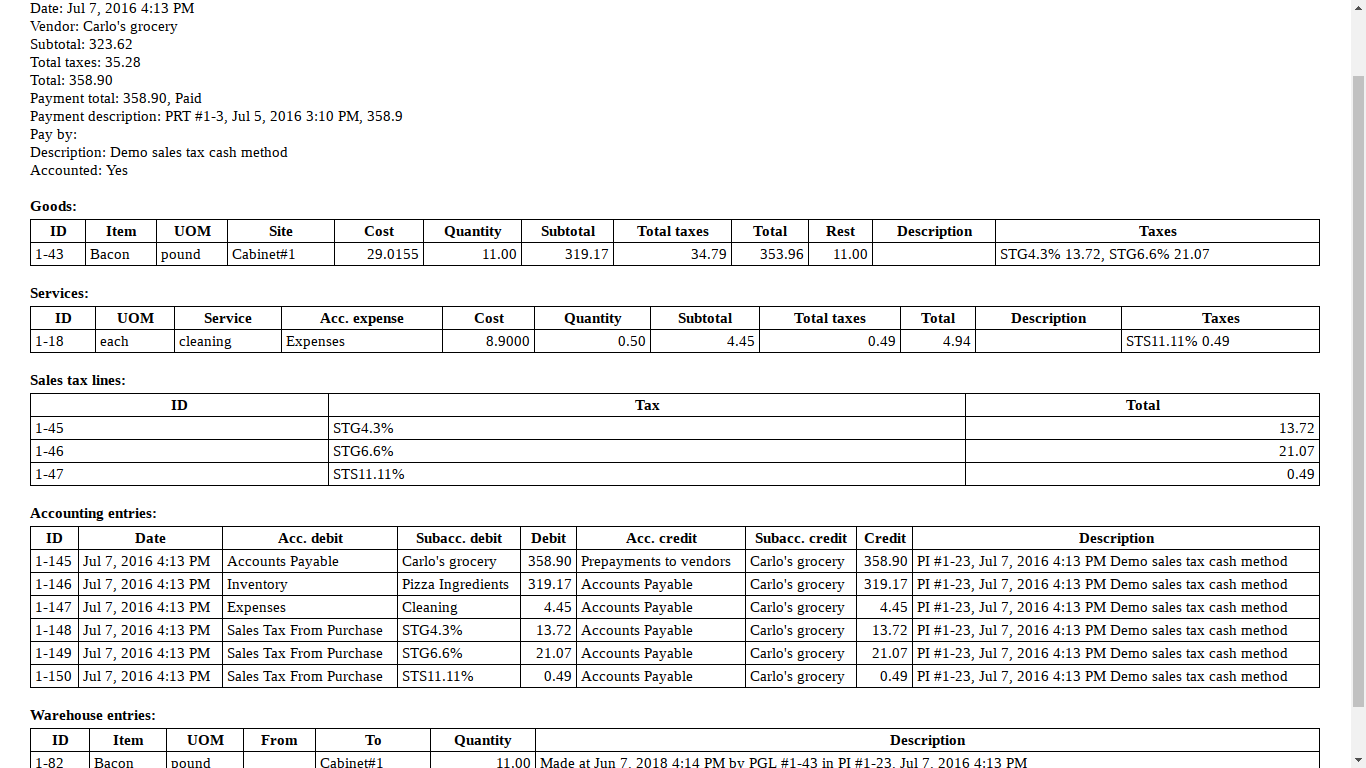 Date: Jul 7, 2016 4:13 PM
Vendor: Carlo's grocery
Subtotal: 323.62
Total taxes: 35.28
Total: 358.90
Payment total: 358.90, Paid
Payment description: PRT #1-3, Jul 5, 2016 3:10 PM, 358.9
Pay by:
Description: Demo sales tax cash method
Accounted: Yes
Goods:
ID Item UOM Site Cost Quantity Subtotal Total taxes Total Rest Description Taxes
1-43 Bacon pound Cabinet#1 29.0155 11.00 319.17 34.79 353.96 11.00 STG4.3% 13.72, STG6.6% 21.07
Services:
ID UOM Service Acc. expense Cost Quantity Subtotal Total taxes Total Description Taxes
1-18 each cleaning Expenses 8.9000 0.50 4.45 0.49 4.94 STS11.11% 0.49
Sales tax lines:
ID Tax Total
1-45 STG4.3% 13.72
1-46 STG6.6% 21.07
1-47 STS11.11% 0.49
Accounting entries:
ID Date Acc. debit Subacc. debit Debit Acc. credit Subacc. credit Credit Description
1-145 Jul 7, 2016 4:13 PM Accounts Payable Carlo's grocery 358.90 Prepayments to vendors Carlo's grocery 358.90 PI #1-23, Jul 7, 2016 4:13 PM Demo sales tax cash method
1-146 Jul 7, 2016 4:13 PM Inventory Pizza Ingredients 319.17 Accounts Payable Carlo's grocery 319.17 PI #1-23, Jul 7, 2016 4:13 PM Demo sales tax cash method
1-147 Jul 7, 2016 4:13 PM Expenses Cleaning 4.45 Accounts Payable Carlo's grocery 4.45 PI #1-23, Jul 7, 2016 4:13 PM Demo sales tax cash method
1-148 Jul 7, 2016 4:13 PM Sales Tax From Purchase STG4.3% 13.72 Accounts Payable Carlo's grocery 13.72 PI #1-23, Jul 7, 2016 4:13 PM Demo sales tax cash method
1-149 Jul 7, 2016 4:13 PM Sales Tax From Purchase STG6.6% 21.07 Accounts Payable Carlo's grocery 21.07 PI #1-23, Jul 7, 2016 4:13 PM Demo sales tax cash method
1-150 Jul 7, 2016 4:13 PM Sales Tax From Purchase STS11.11% 0.49 Accounts Payable Carlo's grocery 0.49 PI #1-23, Jul 7, 2016 4:13 PM Demo sales tax cash method
Warehouse entries:
ID Item UOM From To Quantity Description
1-82 Bacon pound Cabinet#1 11.00 Made at Jun 7, 2018 4:14 PM by PGL #1-43 in PI #1-23, Jul 7, 2016 4:13 PM